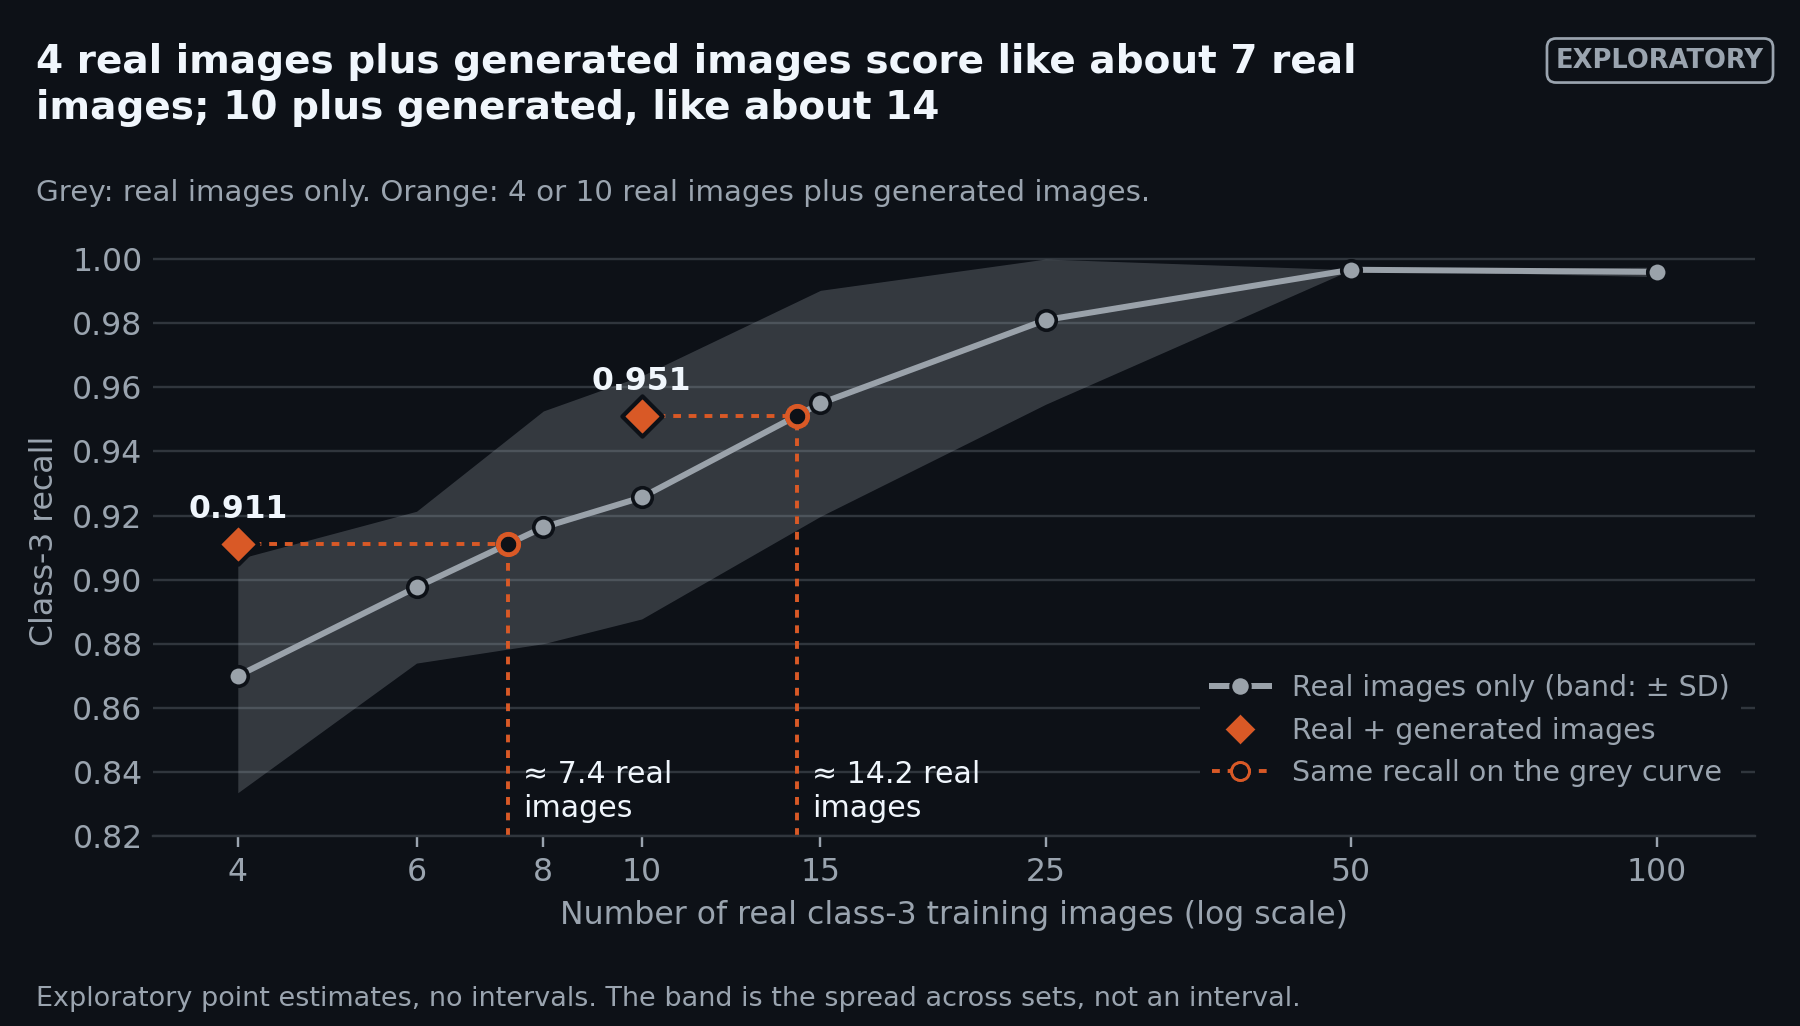 4 real images plus generated images score like about 7 real
images; 10 plus generated, like about 14
EXPLORATORY
Grey: real images only. Orange: 4 or 10 real images plus generated images.
1.00
0.98
0.96
0.94
0.92
0.90
0.88
0.86
0.84
0.82
Class-3 recall
0.951
0.911
≈ 7.4 real
images
≈ 14.2 real
images
Real images only (band: ± SD)
Real + generated images
Same recall on the grey curve
4 6 8 10 15 25 50 100
Number of real class-3 training images (log scale)
Exploratory point estimates, no intervals. The band is the spread across sets, not an interval.